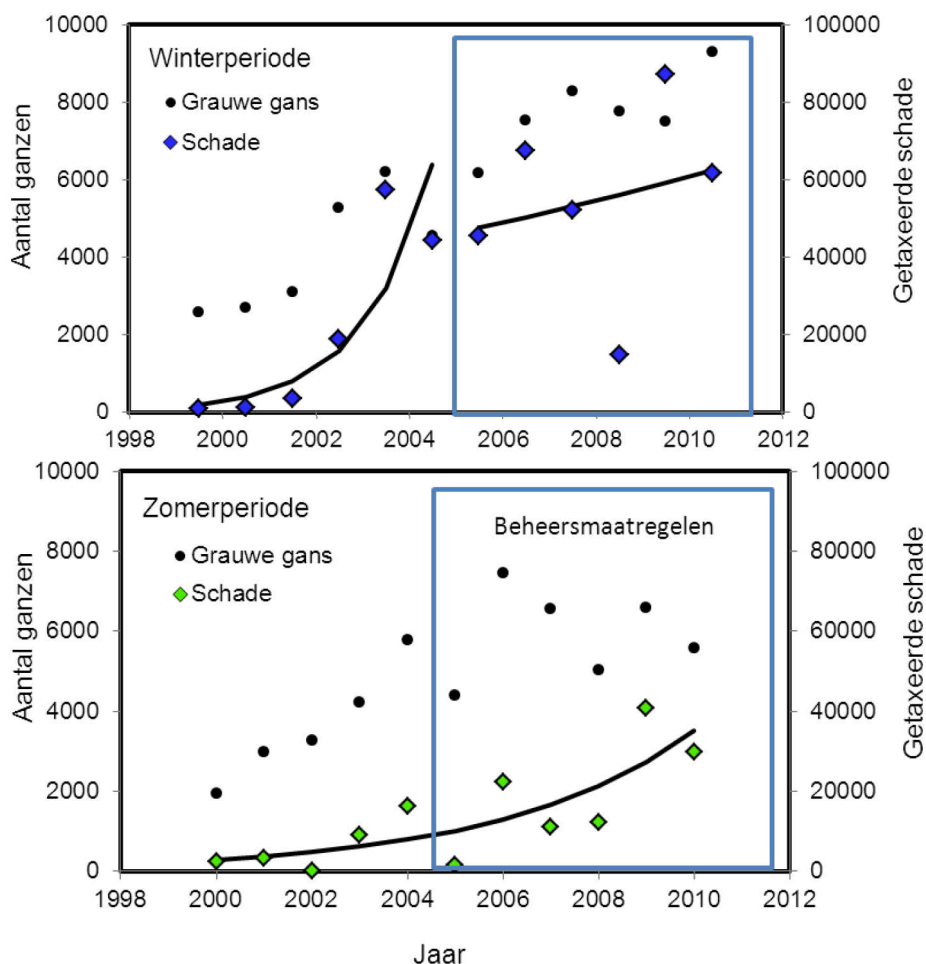 10000
8000
6000
4000
2000
0
Aantal ganzen
Winterperiode
Grauwe gans
Schade
100000
80000
60000
40000
20000
0
Getaxeerde schade
1998 2000 2002 2004 2006 2008 2010 2012
10000
8000
6000
4000
2000
0
Aantal ganzen
Zomerperiode
Grauwe gans
Schade
Beheersmaatregelen
100000
80000
60000
40000
20000
0
Getaxeerde schade
1998 2000 2002 2004 2006 2008 2010 2012
Jaar